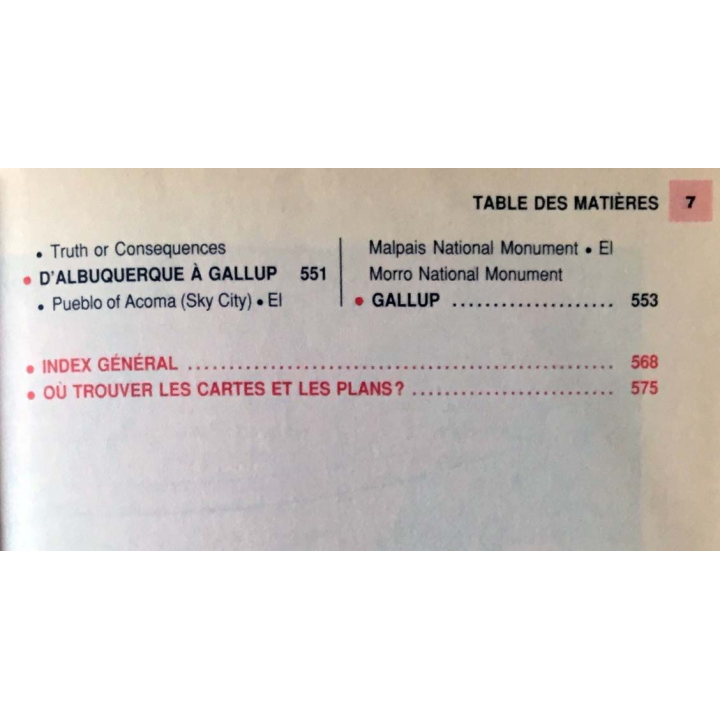 TABLE DES MATIÈRES 7
• Truth or Consequences
• D'ALBUQUERQUE À GALLUP 551
• Pueblo of Acoma (Sky City) • El
Malpais National Monument • El
Morro National Monument
• GALLUP .................... 553
• INDEX GÉNÉRAL .................................................... 568
• OÙ TROUVER LES CARTES ET LES PLANS ? ........................ 575